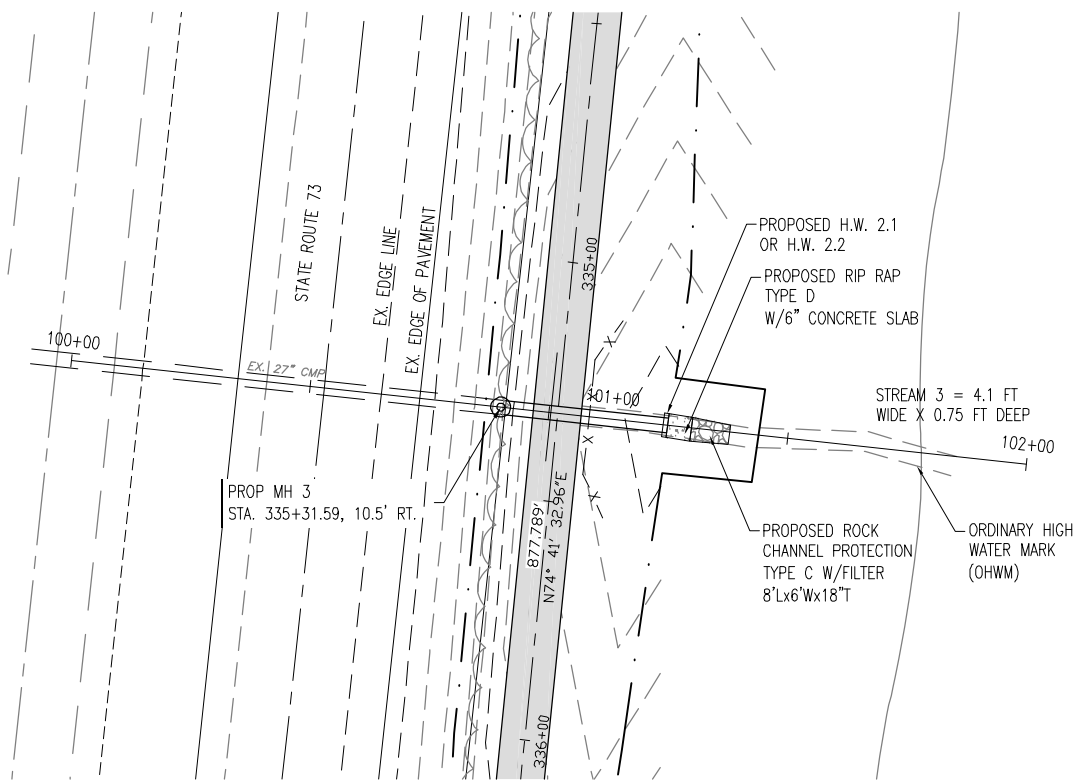 STATE ROUTE 73
EX. EDGE LINE
EX. EDGE OF PAVEMENT
335+00
PROPOSED H.W. 2.1
OR H.W. 2.2
PROPOSED RIP RAP
TYPE D
W/6" CONCRETE SLAB
100+00
EX. 27" CMP
X
101+00
X
X
STREAM 3 = 4.1 FT
WIDE X 0.75 FT DEEP
102+00
PROP MH 3
STA. 335+31.59, 10.5' RT.
877.789'
N74° 41' 32.96"E
PROPOSED ROCK
CHANNEL PROTECTION
TYPE C W/FILTER
8'Lx6'Wx18"T
ORDINARY HIGH
WATER MARK
(OHWM)
336+00